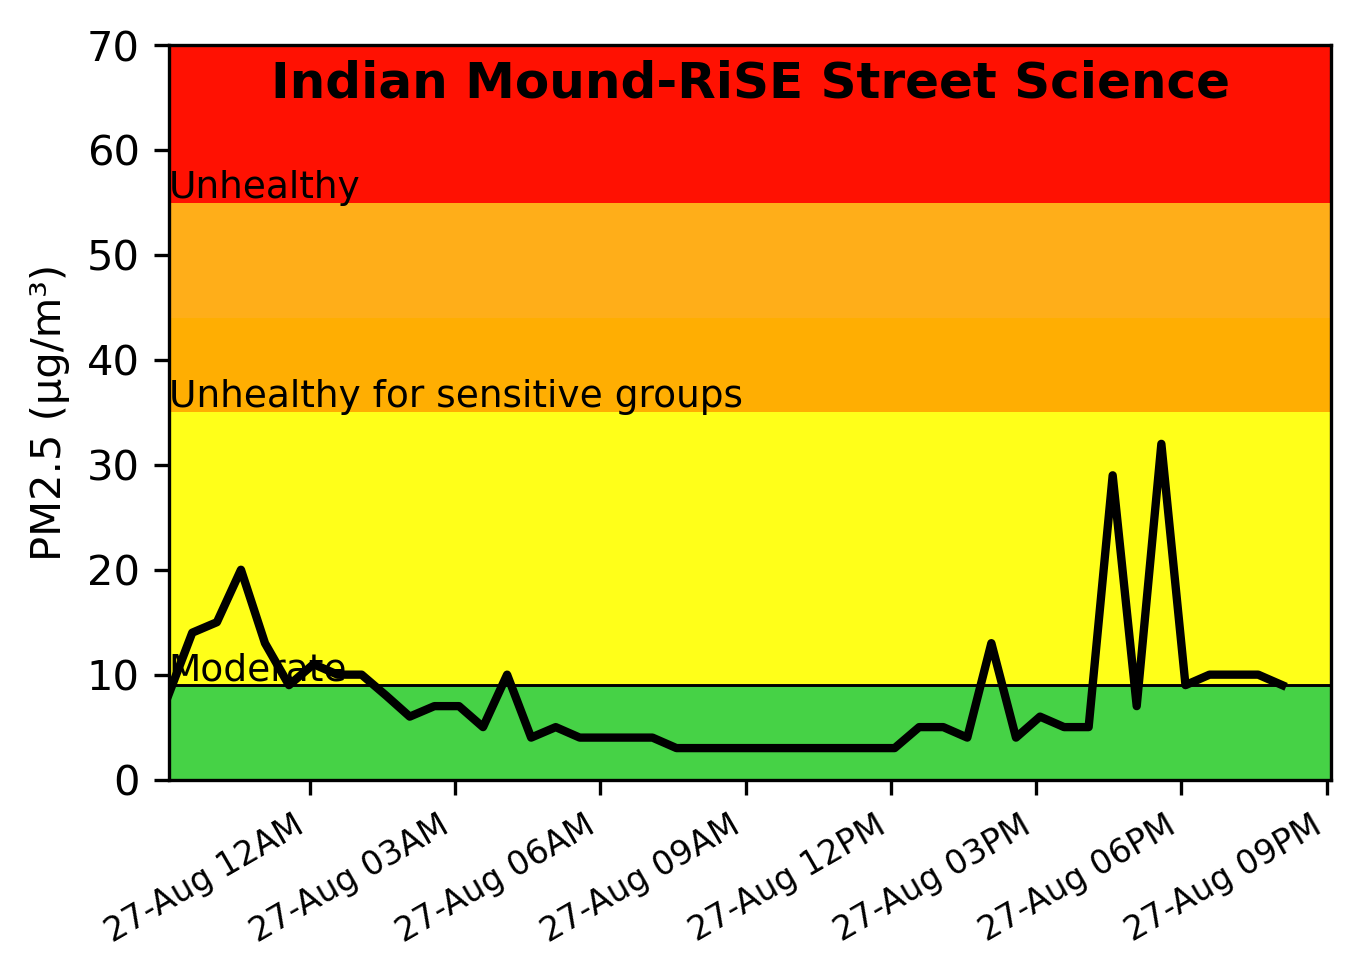 Indian Mound-RiSE Street Science
PM2.5 (µg/m³)
70
60
50
40
30
20
10
0
Unhealthy
Unhealthy for sensitive groups
Moderate
27-Aug 12AM
27-Aug 03AM
27-Aug 06AM
27-Aug 09AM
27-Aug 12PM
27-Aug 03PM
27-Aug 06PM
27-Aug 09PM